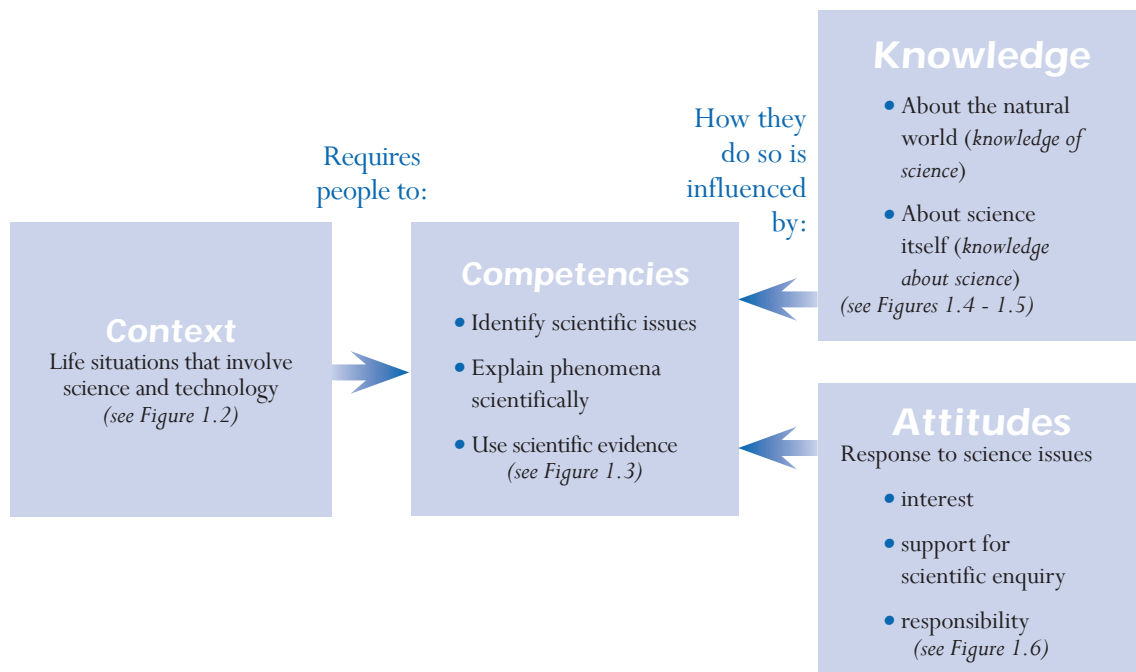 Context
Life situations that involve
science and technology
(see Figure 1.2)
Requires
people to:
Competencies
• Identify scientific issues
• Explain phenomena
scientifically
• Use scientific evidence
(see Figure 1.3)
How they
do so is
influenced
by:
Knowledge
• About the natural
world (knowledge of
science)
• About science
itself (knowledge
about science)
(see Figures 1.4 - 1.5)
Attitudes
Response to science issues
• interest
• support for
scientific enquiry
• responsibility
(see Figure 1.6)